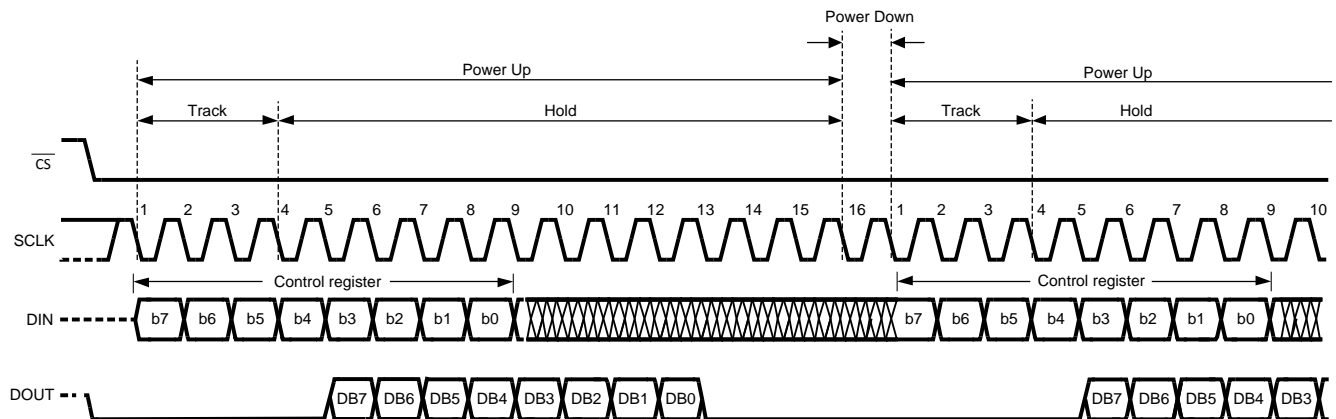 Power Down
Power Up
Power Up
Track Hold Track Hold
CS
1 2 3 4 5 6 7 8 9 10 11 12 13 14 15 16 1 2 3 4 5 6 7 8 9 10
SCLK
Control register Control register
DIN b7 b6 b5 b4 b3 b2 b1 b0 b7 b6 b5 b4 b3 b2 b1 b0
DOUT DB7 DB6 DB5 DB4 DB3 DB2 DB1 DB0 DB7 DB6 DB5 DB4 DB3